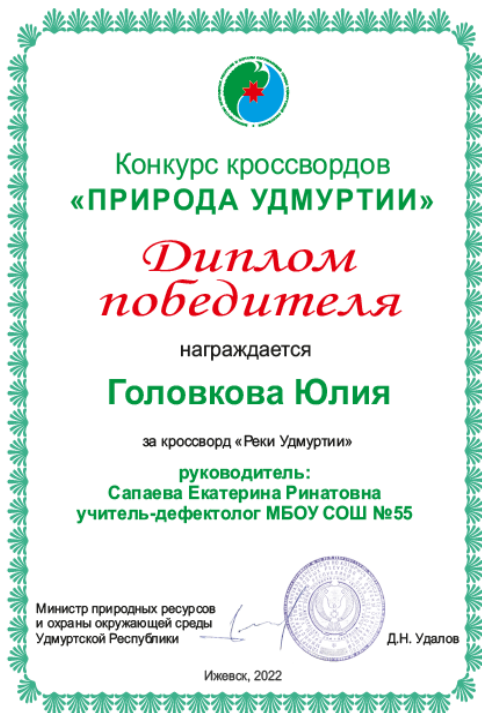 Конкурс кроссвордов
«ПРИРОДА УДМУРТИИ»
Диплом
победителя
награждается
Головкова Юлия
за кроссворд «Реки Удмуртии»
руководитель:
Сапаева Екатерина Ринатовна
учитель-дефектолог МБОУ СОШ №55
Министр природных ресурсов
и охраны окружающей среды
Удмуртской Республики
Д.Н. Удалов
Ижевск, 2022